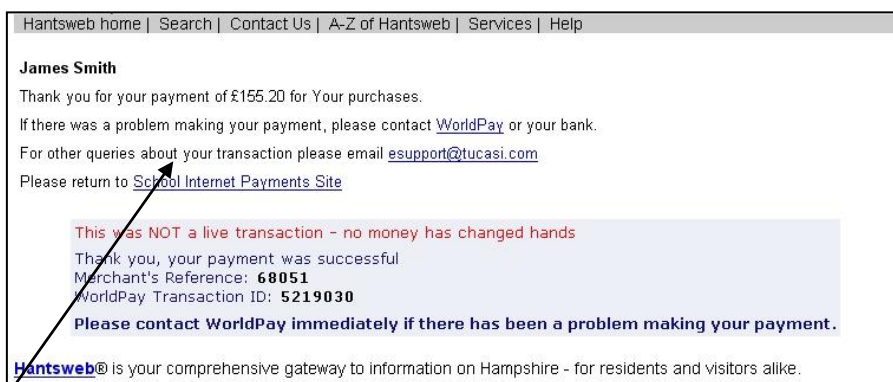 Hantsweb home | Search | Contact Us | A-Z of Hantsweb | Services | Help
James Smith
Thank you for your payment of £155.20 for Your purchases.
If there was a problem making your payment, please contact WorldPay or your bank.
For other queries about your transaction please email esupport@tucasi.com
Please return to School Internet Payments Site
This was NOT a live transaction - no money has changed hands
Thank you, your payment was successful
Merchant's Reference: 68051
WorldPay Transaction ID: 5219030
Please contact WorldPay immediately if there has been a problem making your payment.
Hantsweb® is your comprehensive gateway to information on Hampshire - for residents and visitors alike.